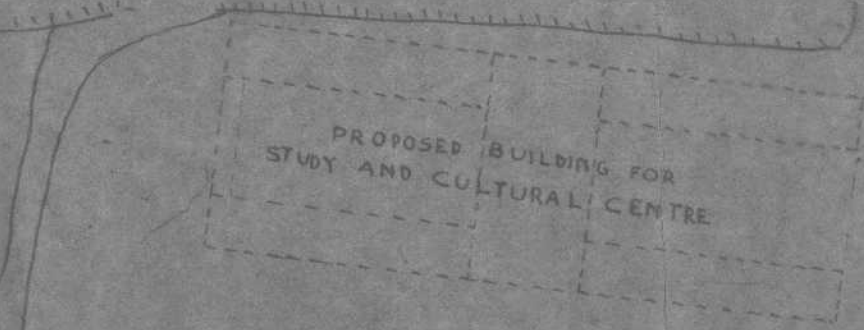 PROPOSED BUILDING FOR
STUDY AND CULTURAL CENTRE